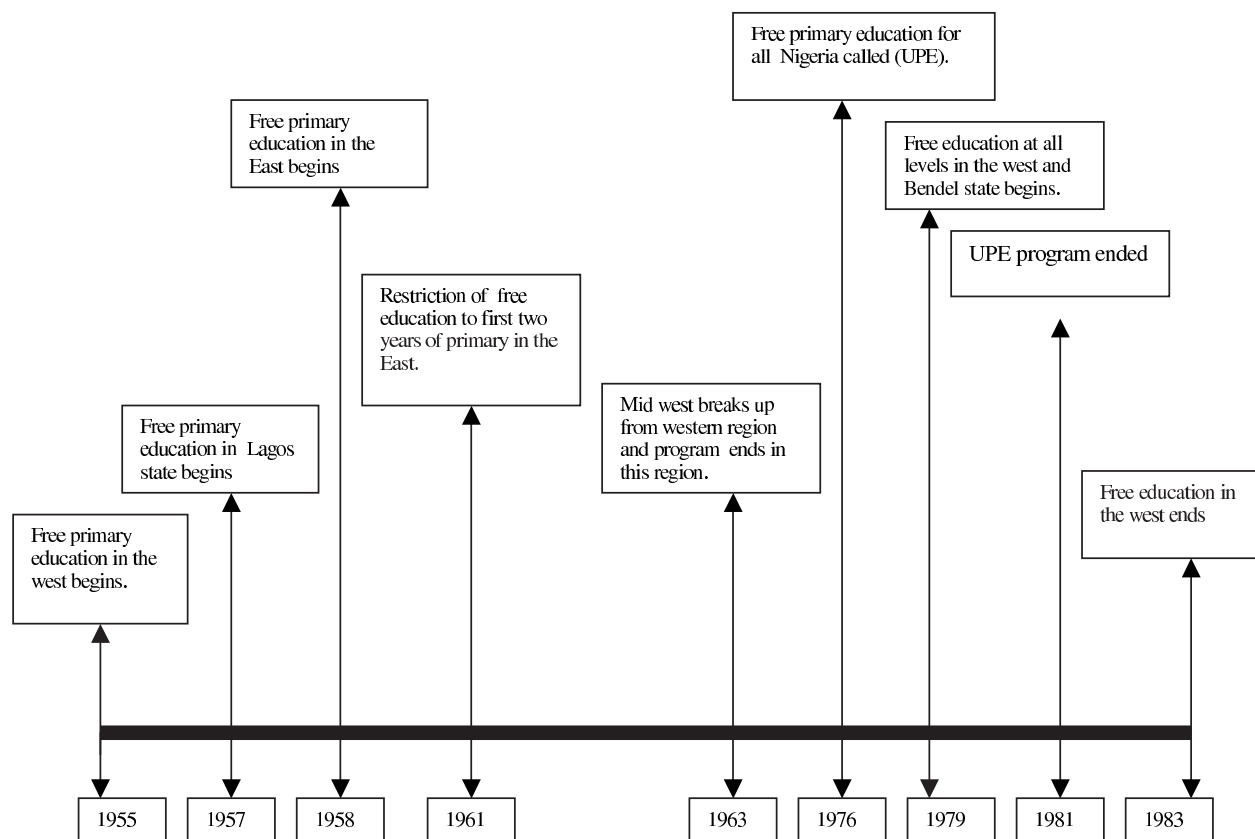 Free primary education for
all Nigeria called (UPE).
Free primary
education in the
East begins
Free education at all
levels in the west and
Bendel state begins.
UPE program ended
Restriction of free
education to first two
years of primary in the
East.
Mid west breaks up
from western region
and program ends in
this region.
Free primary
education in Lagos
state begins
Free education in
the west ends
Free primary
education in the
west begins.
1955
1957
1958
1961
1963
1976
1979
1981
1983